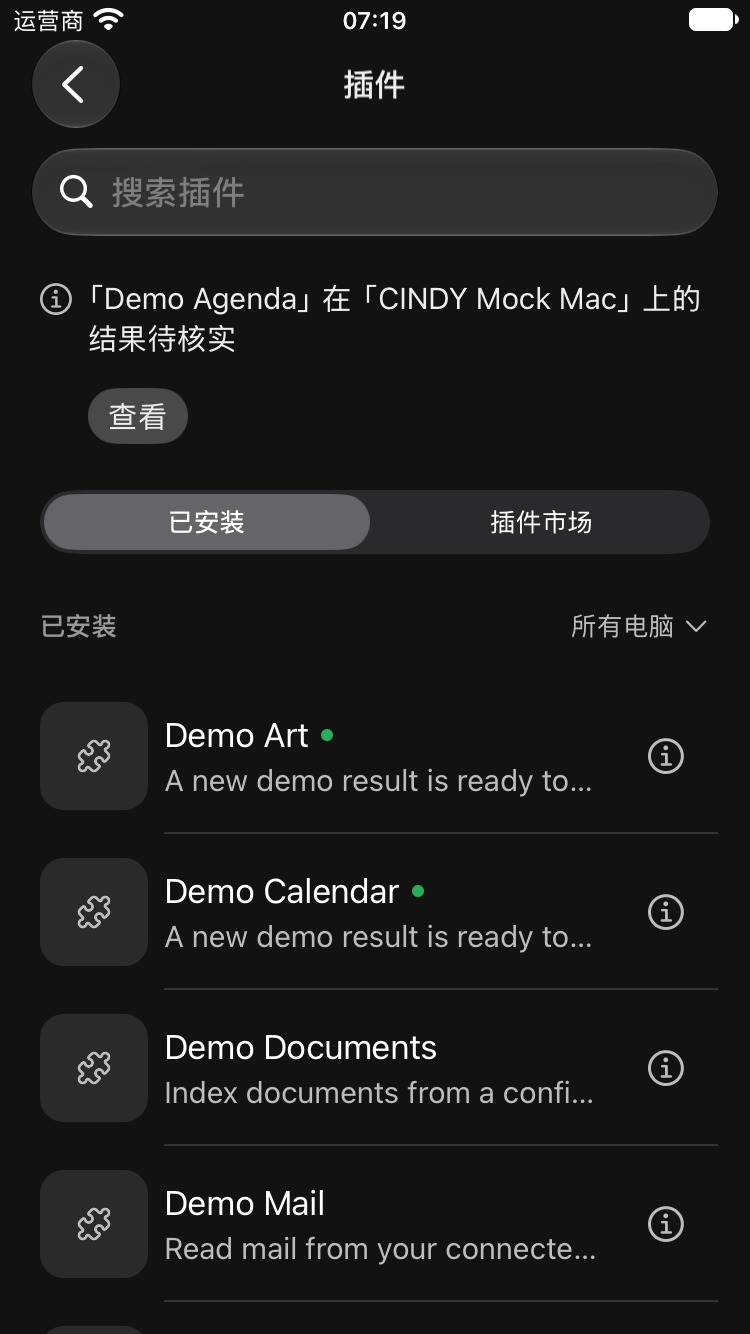 运营商
07:19
插件
搜索插件
「Demo Agenda」在「CINDY Mock Mac」上的
结果待核实
查看
已安装
插件市场
已安装
所有电脑
Demo Art
A new demo result is ready to...
Demo Calendar
A new demo result is ready to...
Demo Documents
Index documents from a confi...
Demo Mail
Read mail from your connecte...